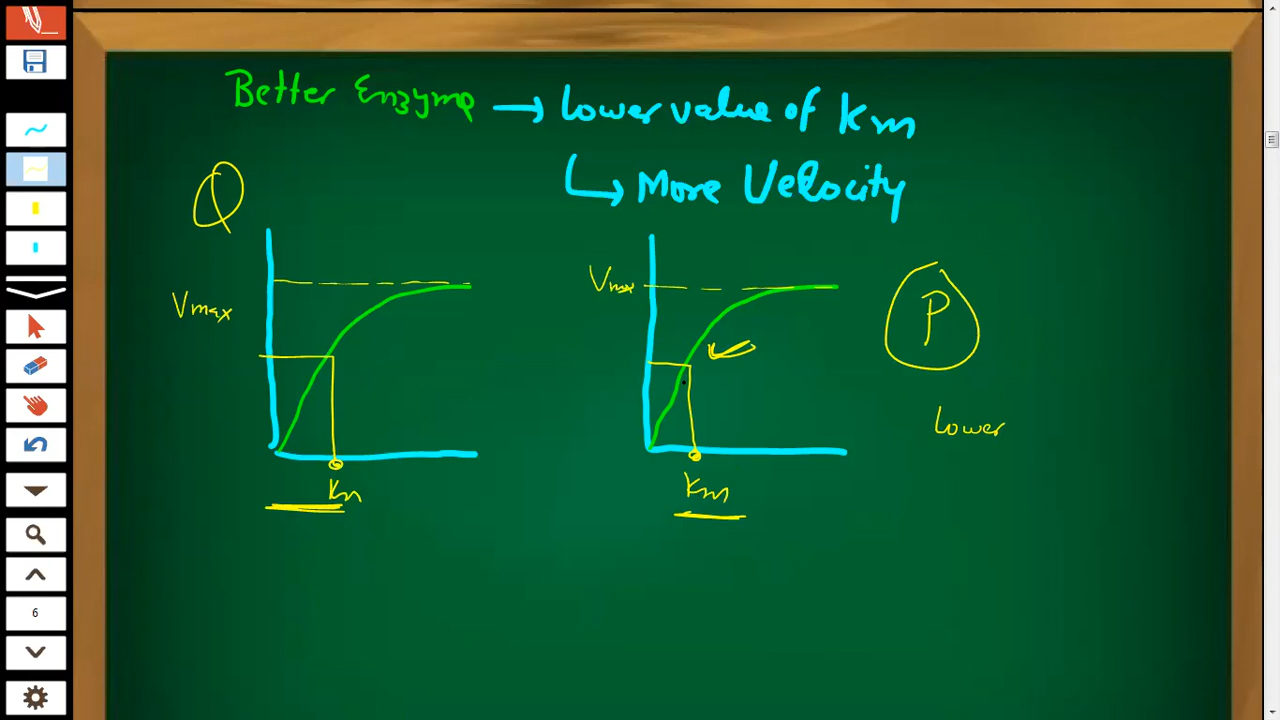 Better Enzyme → Lower value of Km
↳ More Velocity
Q
Vmax
Vmax
P
Lower
Km
Km
6